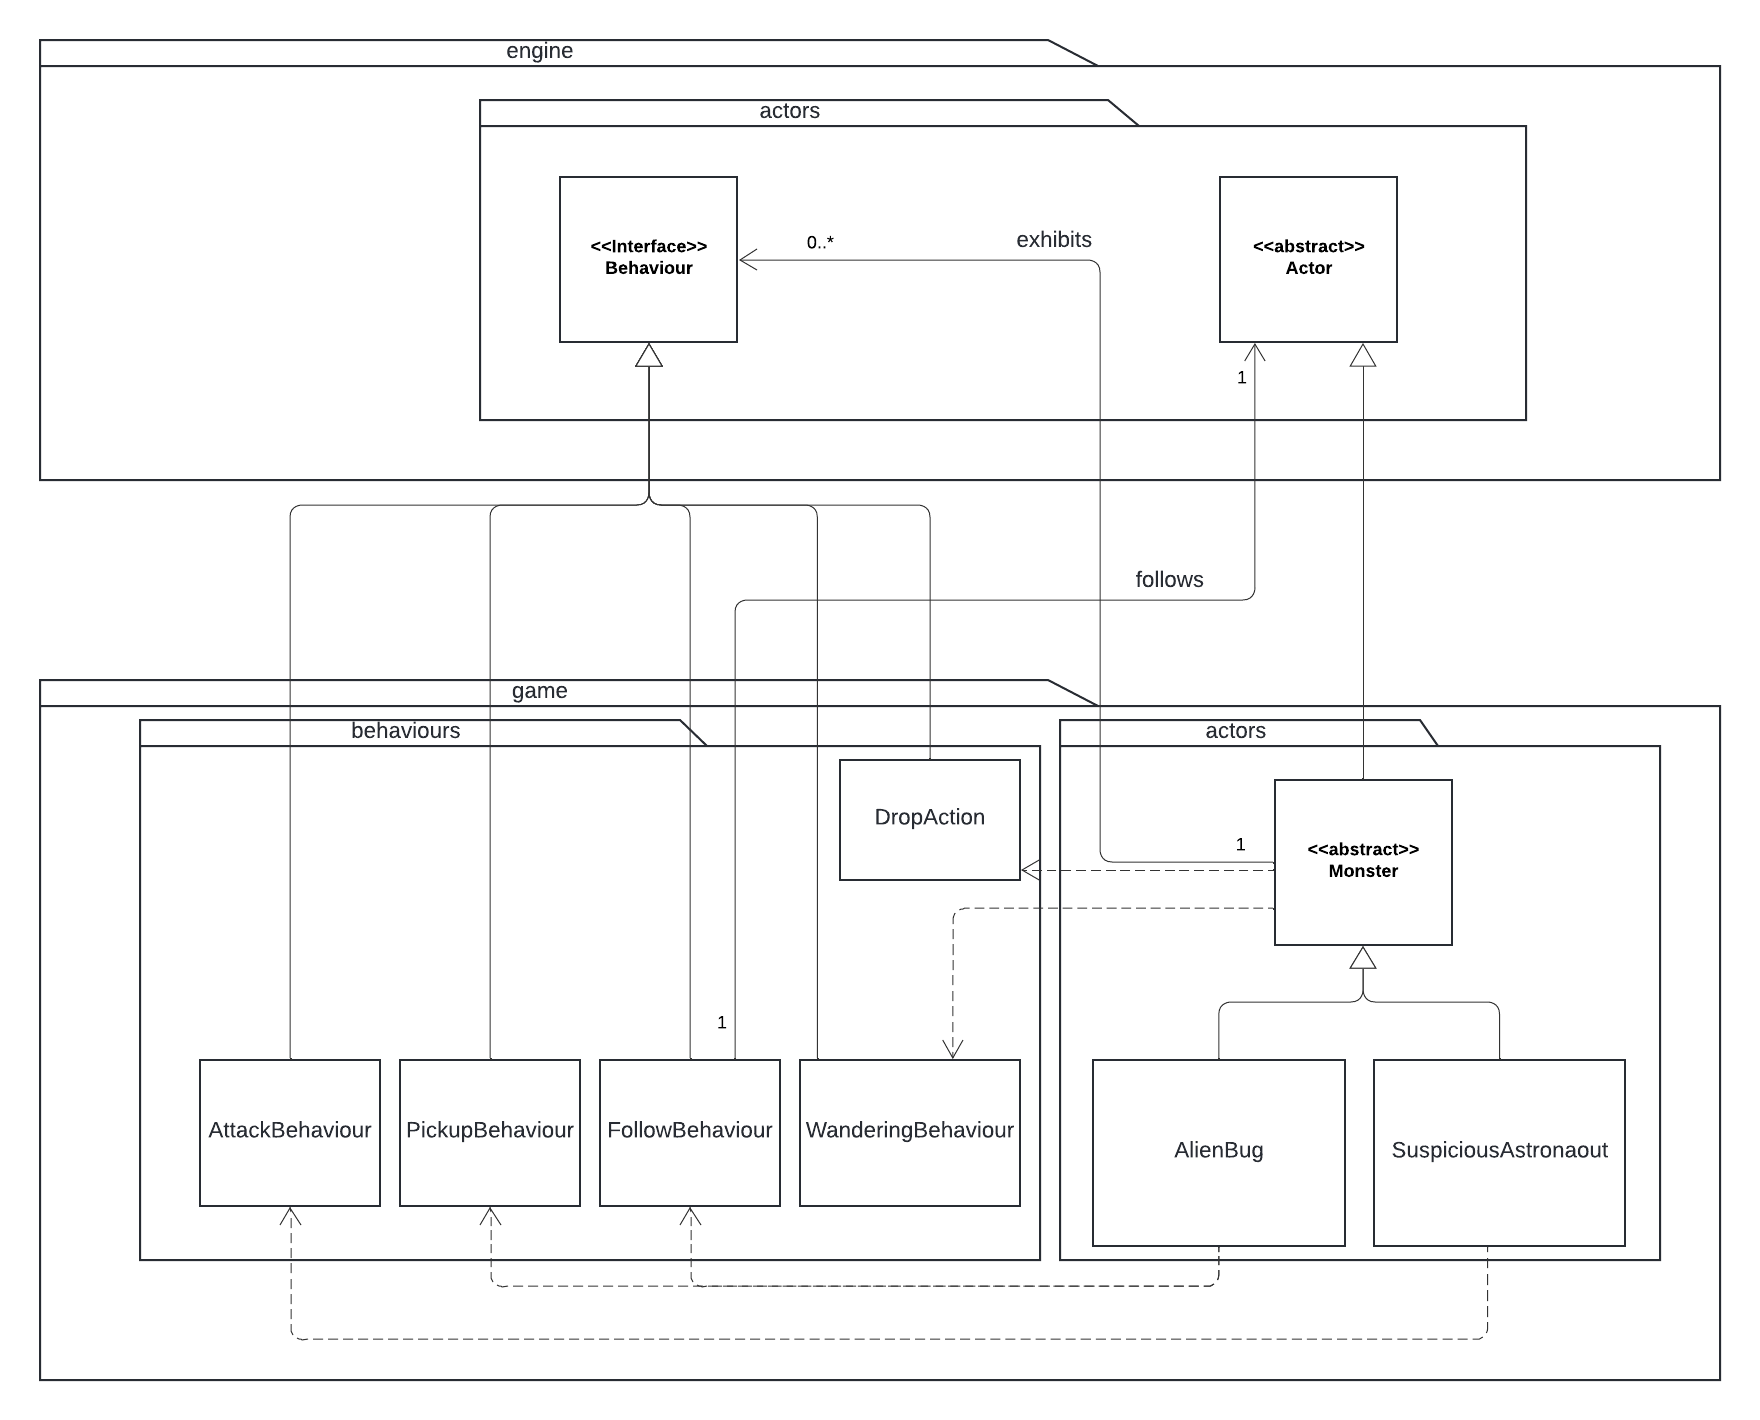 engine
actors
<<Interface>>
Behaviour
0..*
exhibits
<<abstract>>
Actor
1
follows
game
behaviours
actors
DropAction
1
<<abstract>>
Monster
1
AttackBehaviour
PickupBehaviour
FollowBehaviour
WanderingBehaviour
AlienBug
SuspiciousAstronaout